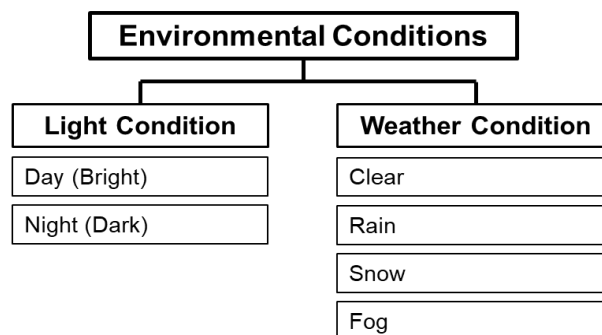 Environmental Conditions
Light Condition
Day (Bright)
Night (Dark)
Weather Condition
Clear
Rain
Snow
Fog